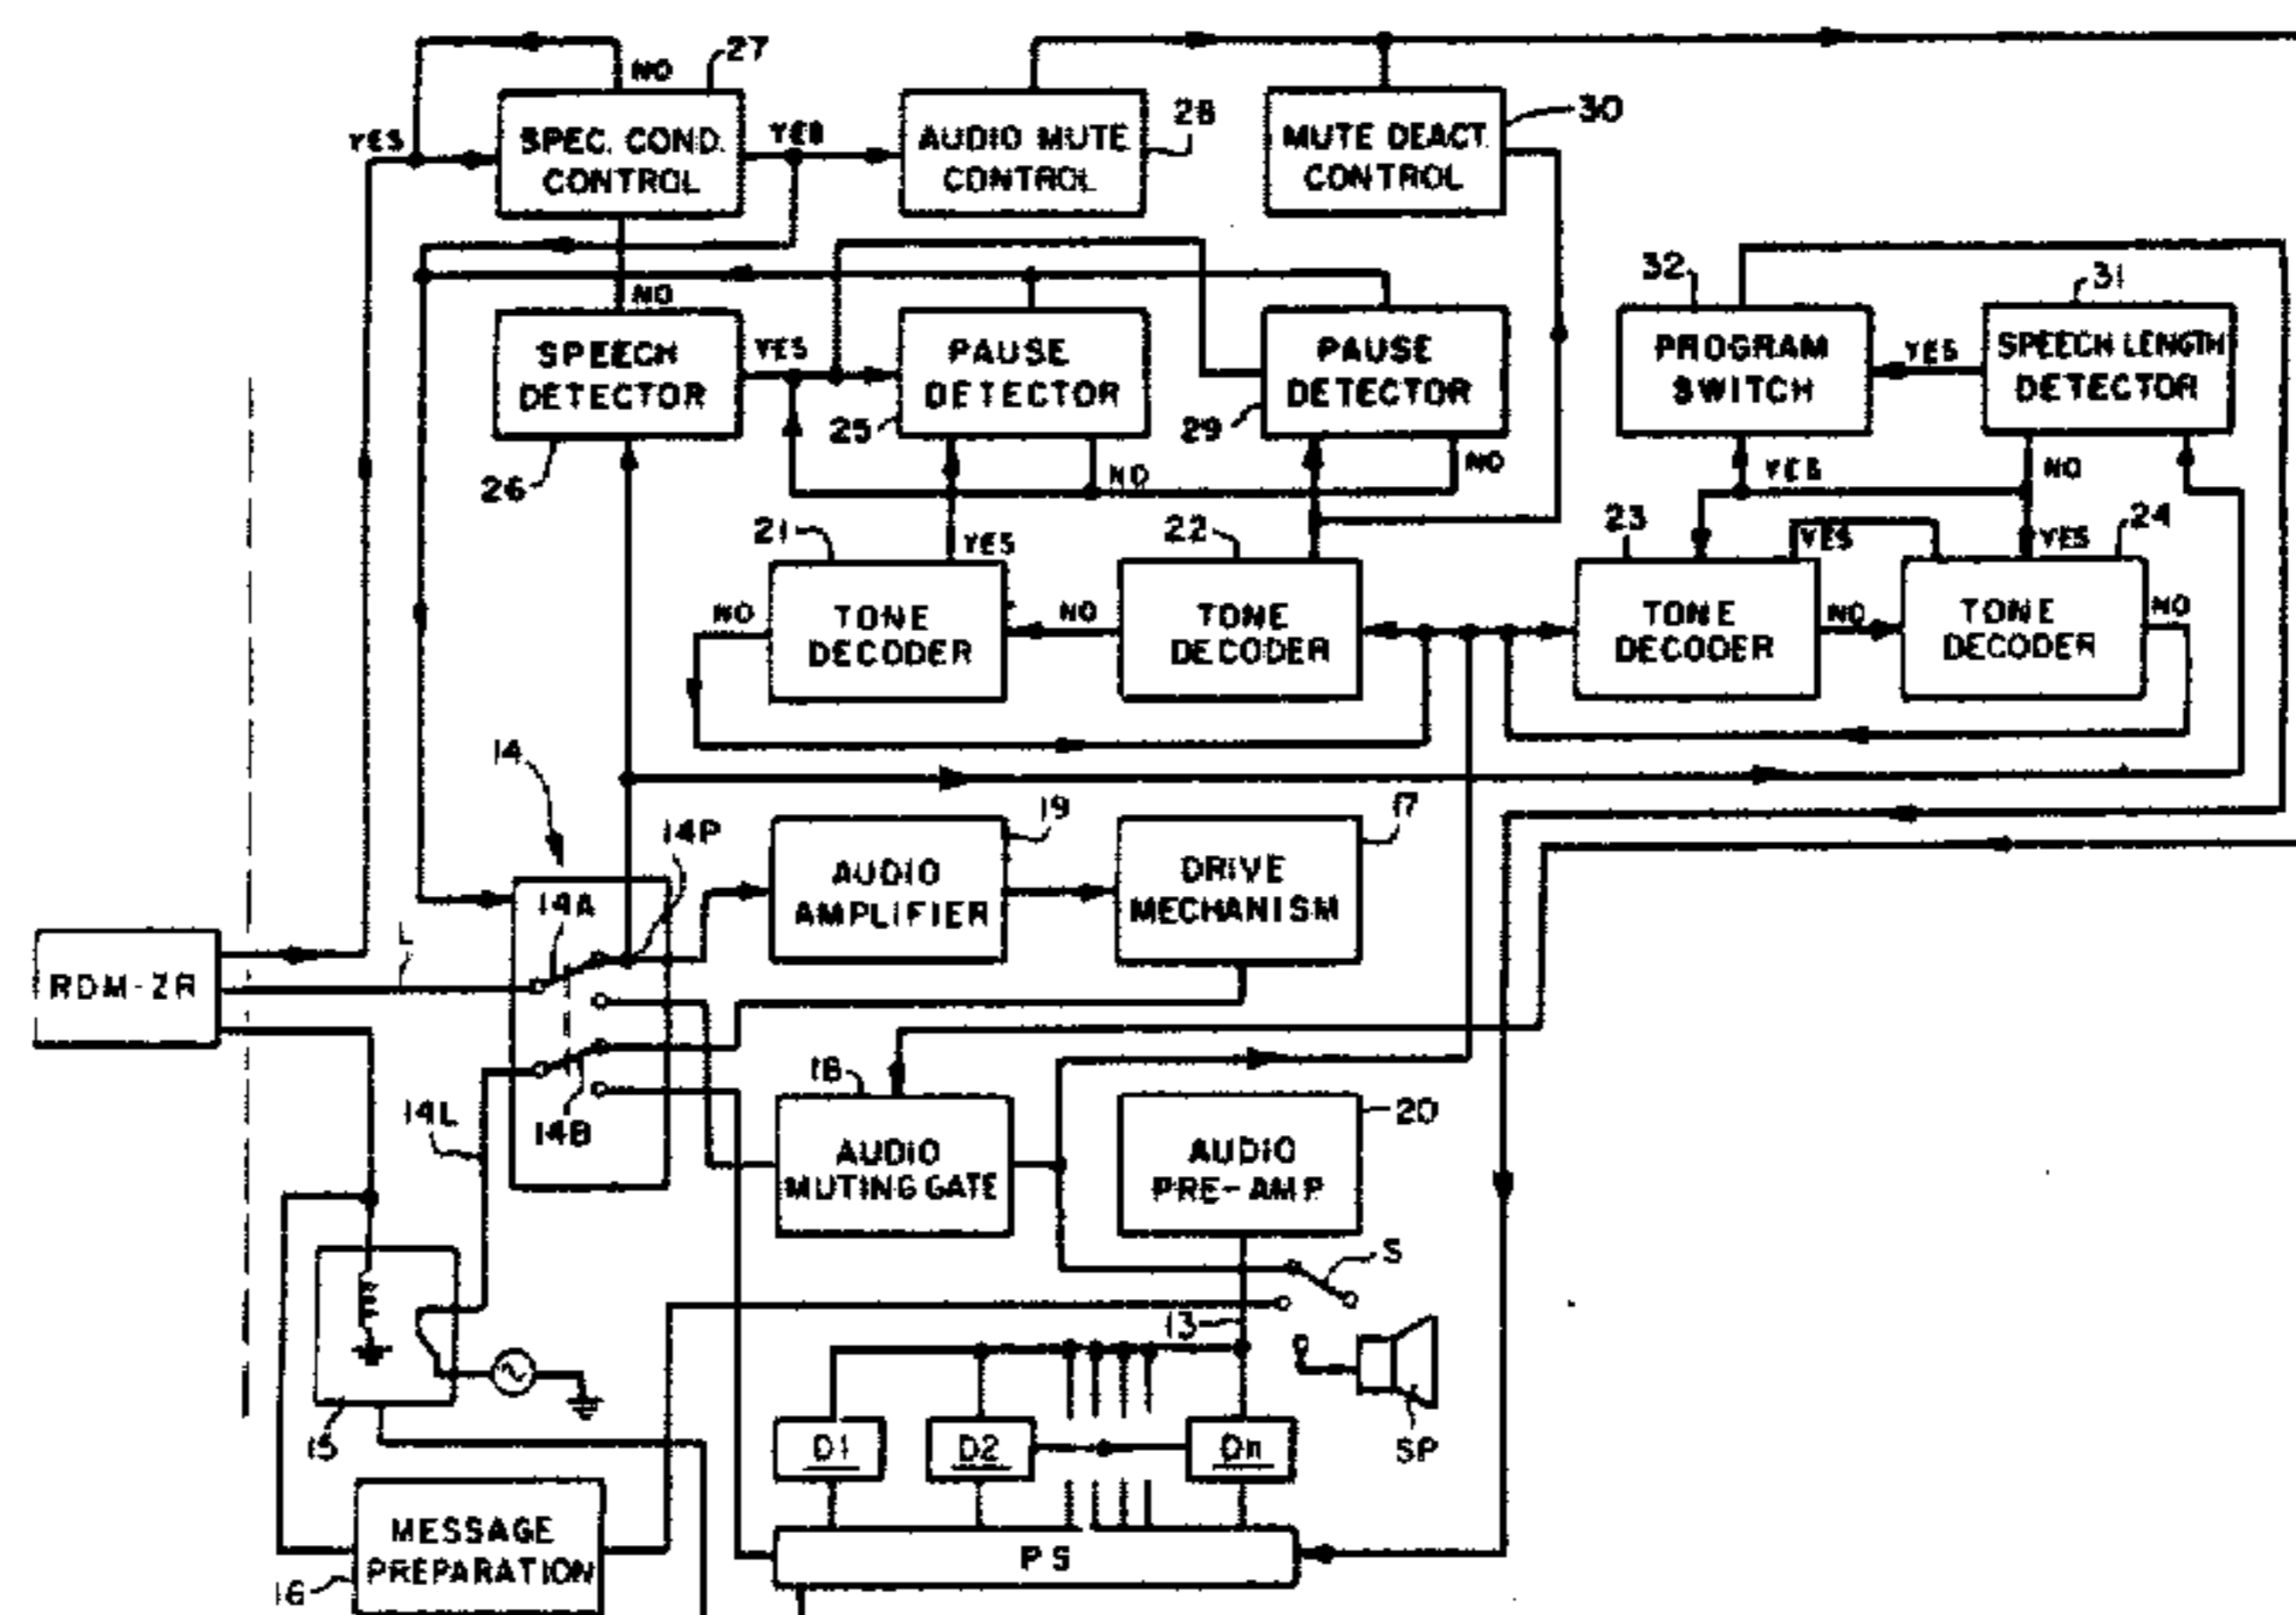 NO
27
YES
SPEC. COND.
CONTROL
YES
AUDIO MUTE
CONTROL
28
MUTE DEACT.
CONTROL
30
NO
SPEECH
DETECTOR
YES
26
PAUSE
DETECTOR
25
NO
PAUSE
DETECTOR
29
NO
32
PROGRAM
SWITCH
YES
31
SPEECH LENGTH
DETECTOR
YES
NO
21
YES
NO
TONE
DECODER
NO
22
TONE
DECODER
23
YES
TONE
DECODER
NO
YES
24
TONE
DECODER
NO
14
14P
14A
14B
14L
L
RDM-2R
19
AUDIO
AMPLIFIER
17
DRIVE
MECHANISM
18
AUDIO
MUTING GATE
20
AUDIO
PRE-AMP
S
13
SP
15
D1
D2
Dn
MESSAGE
PREPARATION
16
PS